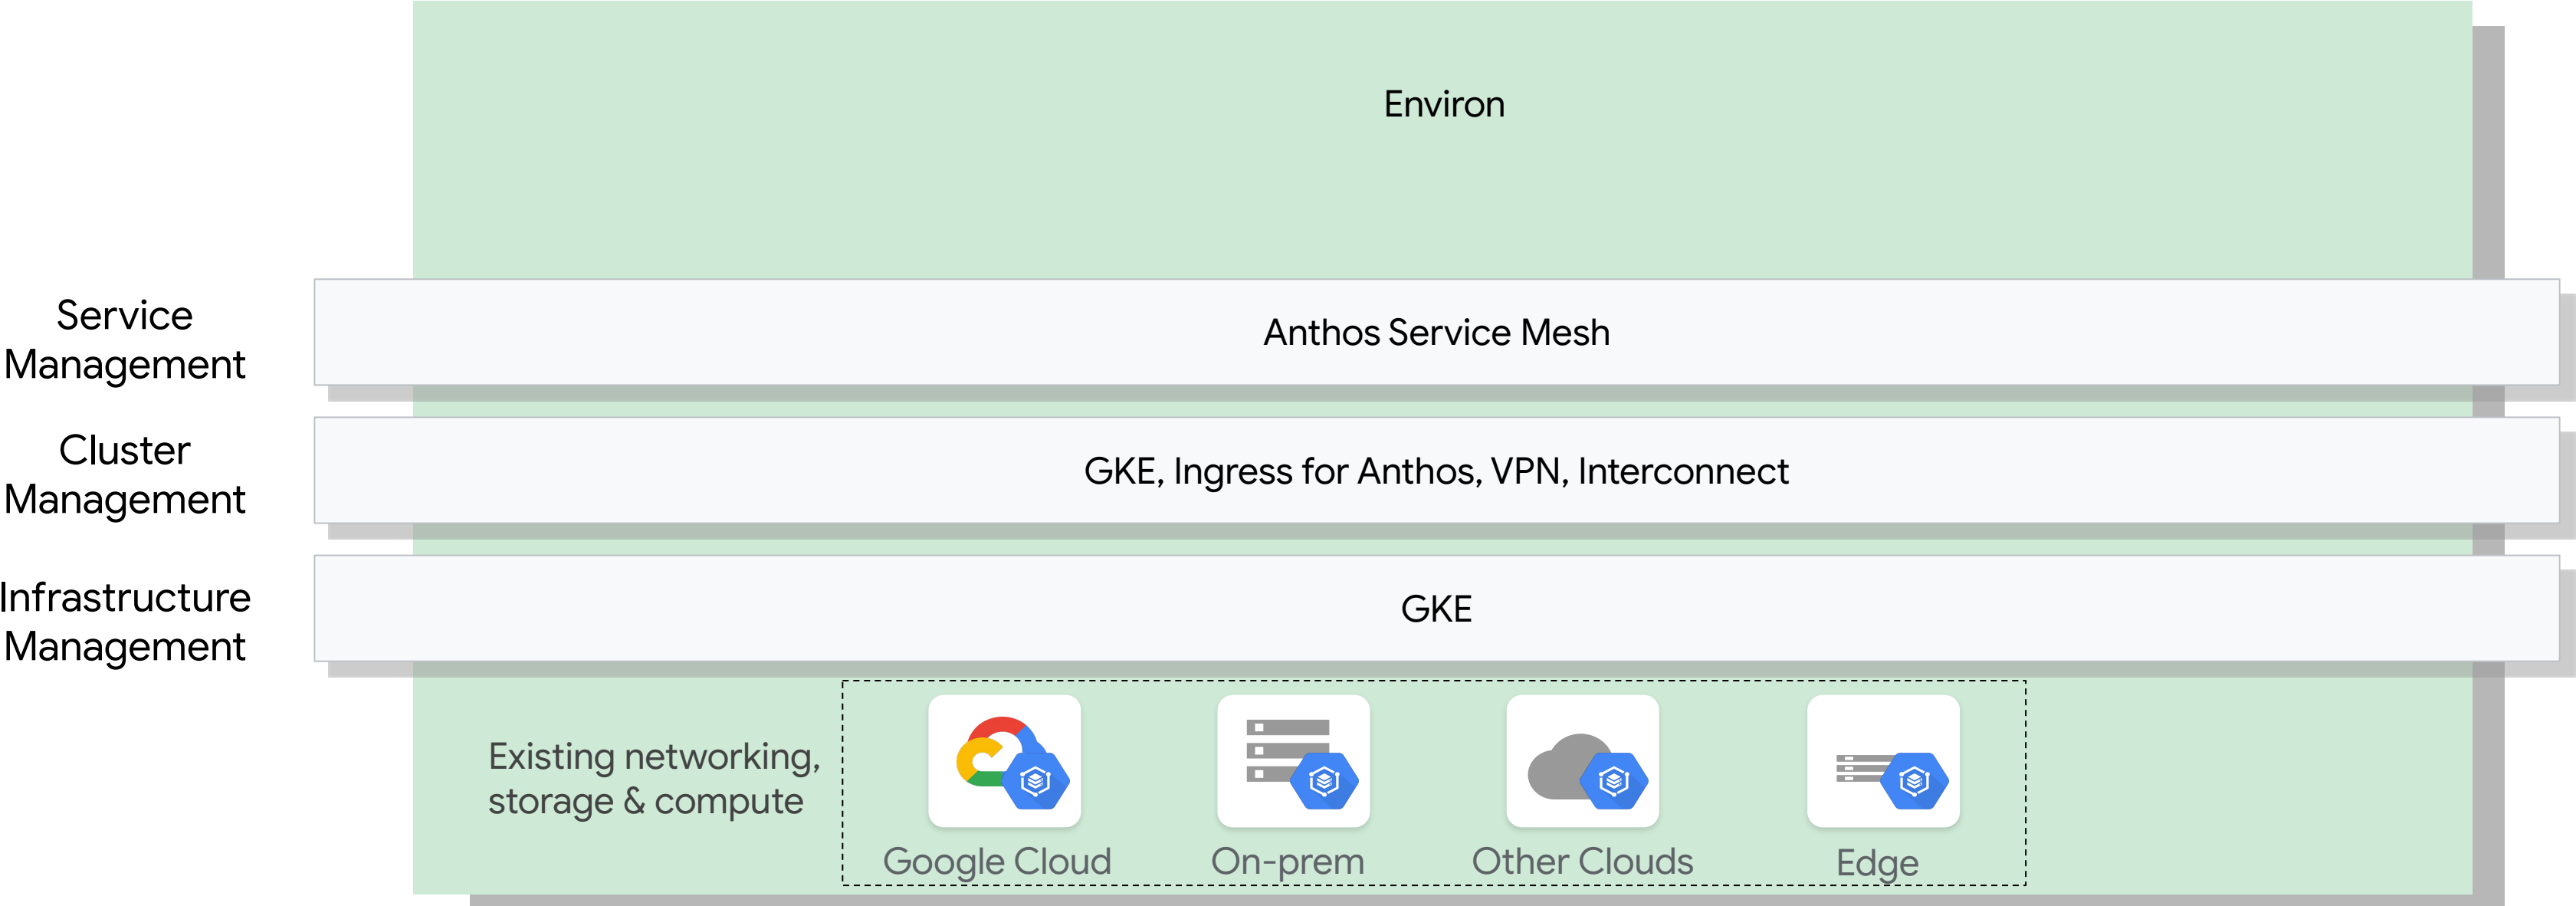 Environ
Service
Management
Anthos Service Mesh
Cluster
Management
GKE, Ingress for Anthos, VPN, Interconnect
Infrastructure
Management
GKE
Existing networking,
storage & compute
Google Cloud
On-prem
Other Clouds
Edge